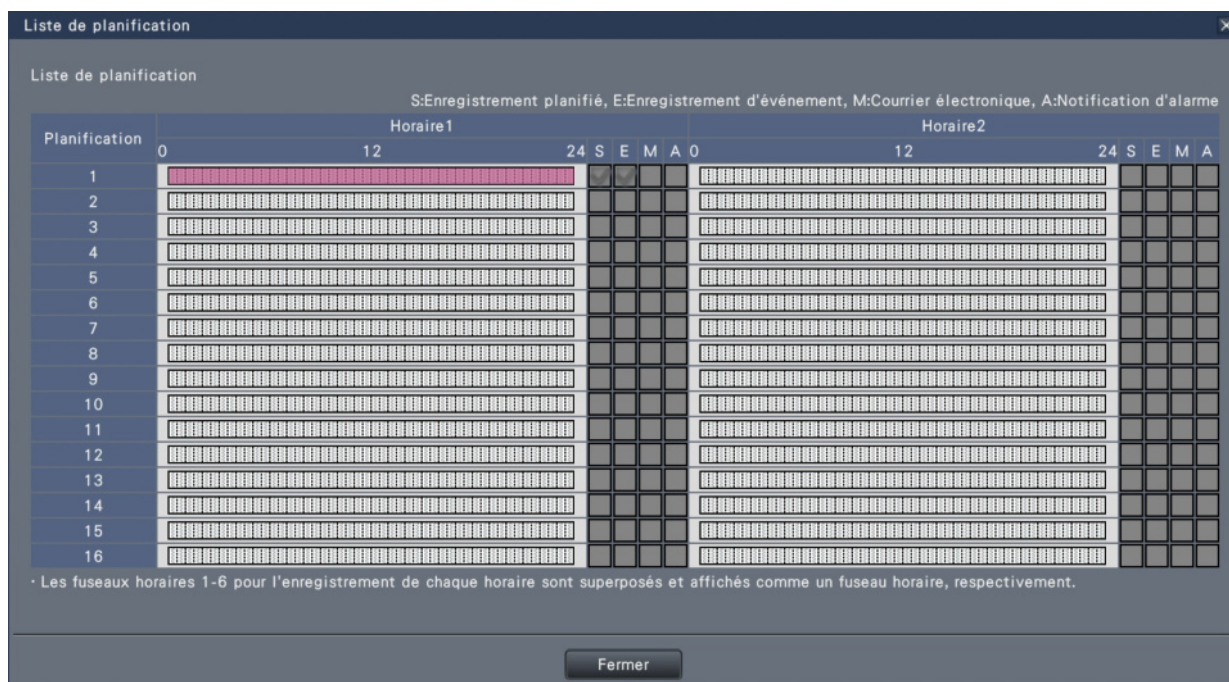 Liste de planification
Liste de planification
S:Enregistrement planifié, E:Enregistrement d'événement, M:Courrier électronique, A:Notification d'alarme
Planification Horaire1 Horaire2
0 12 24 S E M A 0 12 24 S E M A
1
2
3
4
5
6
7
8
9
10
11
12
13
14
15
16
· Les fuseaux horaires 1-6 pour l'enregistrement de chaque horaire sont superposés et affichés comme un fuseau horaire, respectivement.
Fermer